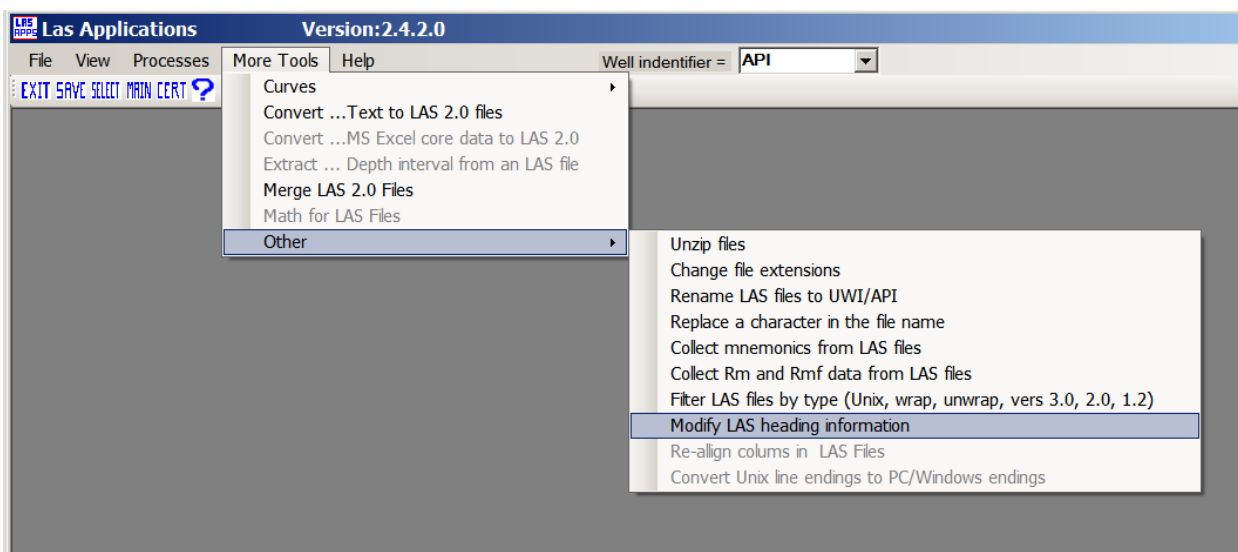 LAS APPS Las Applications Version:2.4.2.0
File View Processes More Tools Help Well indentifier = API
EXIT SAVE SELECT MAIN CERT ?
Curves
Convert ...Text to LAS 2.0 files
Convert ...MS Excel core data to LAS 2.0
Extract ... Depth interval from an LAS file
Merge LAS 2.0 Files
Math for LAS Files
Other
Unzip files
Change file extensions
Rename LAS files to UWI/API
Replace a character in the file name
Collect mnemonics from LAS files
Collect Rm and Rmf data from LAS files
Filter LAS files by type (Unix, wrap, unwrap, vers 3.0, 2.0, 1.2)
Modify LAS heading information
Re-allign colums in LAS Files
Convert Unix line endings to PC/Windows endings